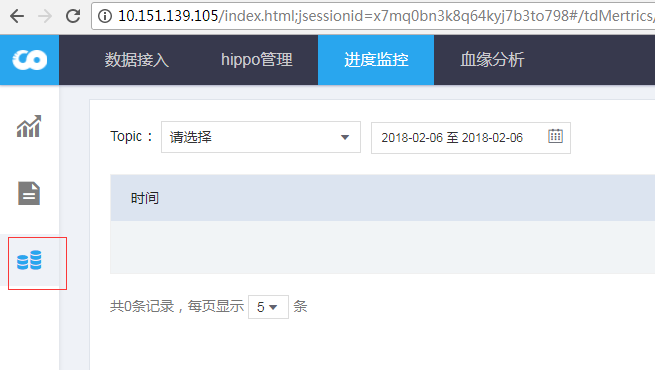 10.151.139.105/index.html;jsessionid=x7mq0bn3k8q64kyj7b3to798#/tdMertrics/
数据接入 hippo管理 进度监控 血缘分析
Topic： 请选择 2018-02-06 至 2018-02-06
时间
共0条记录，每页显示 5 条